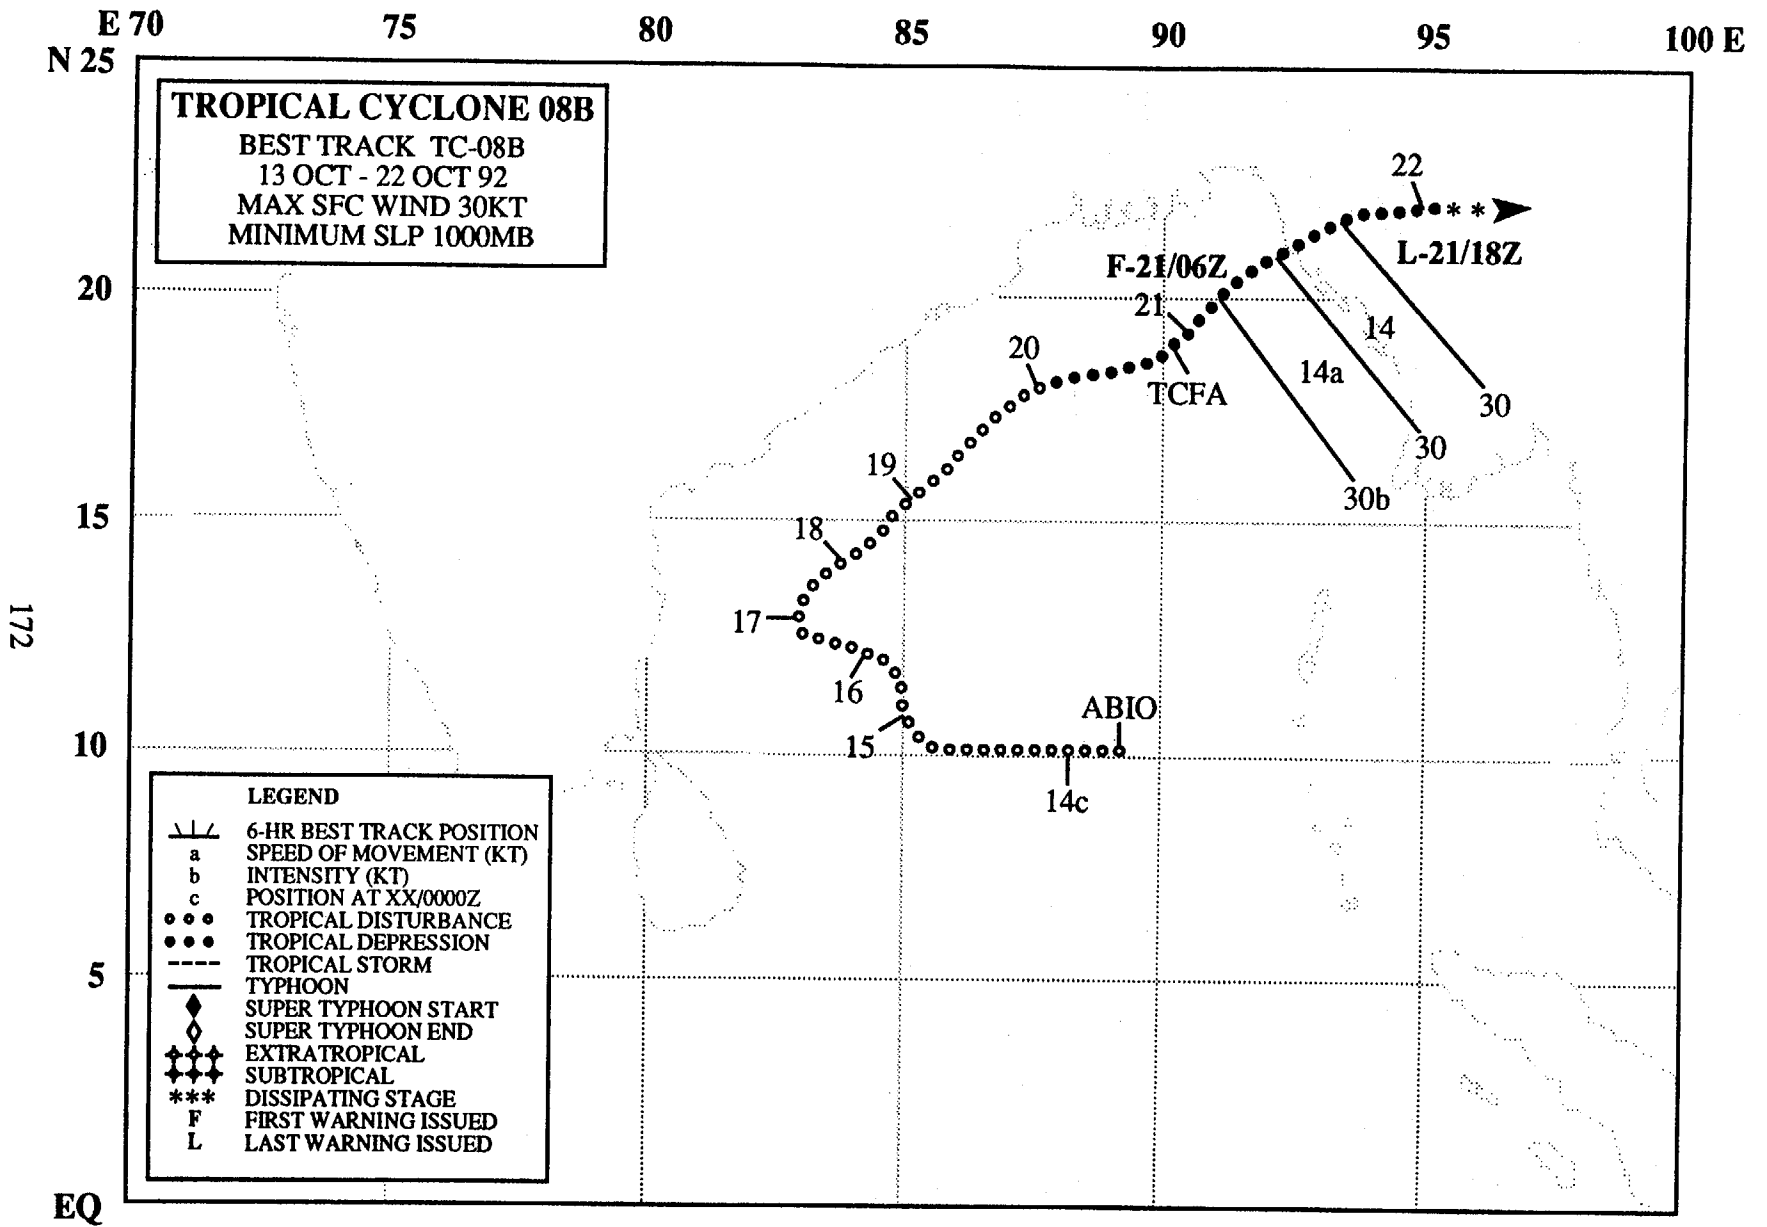 E 70 75 80 85 90 95 100 E
N 25
TROPICAL CYCLONE 08B
BEST TRACK TC-08B
13 OCT - 22 OCT 92
MAX SFC WIND 30KT
MINIMUM SLP 1000MB
22
L-21/18Z
F-21/06Z
20
21
14
20
14a
TCFA
30
30
19
30b
15
18
172
17
16
ABIO
15
10
14c
LEGEND
6-HR BEST TRACK POSITION
a SPEED OF MOVEMENT (KT)
b INTENSITY (KT)
c POSITION AT XX/0000Z
TROPICAL DISTURBANCE
TROPICAL DEPRESSION
TROPICAL STORM
5
TYPHOON
SUPER TYPHOON START
SUPER TYPHOON END
EXTRATROPICAL
SUBTROPICAL
*** DISSIPATING STAGE
F FIRST WARNING ISSUED
L LAST WARNING ISSUED
EQ